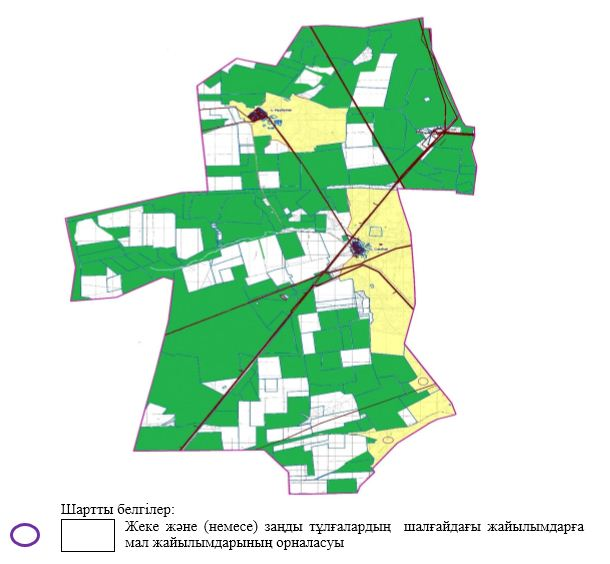 Шартты белгілер:
Жеке және (немесе) заңды тұлғалардың шалғайдағы жайылымдарға
мал жайылымдарының орналасуы